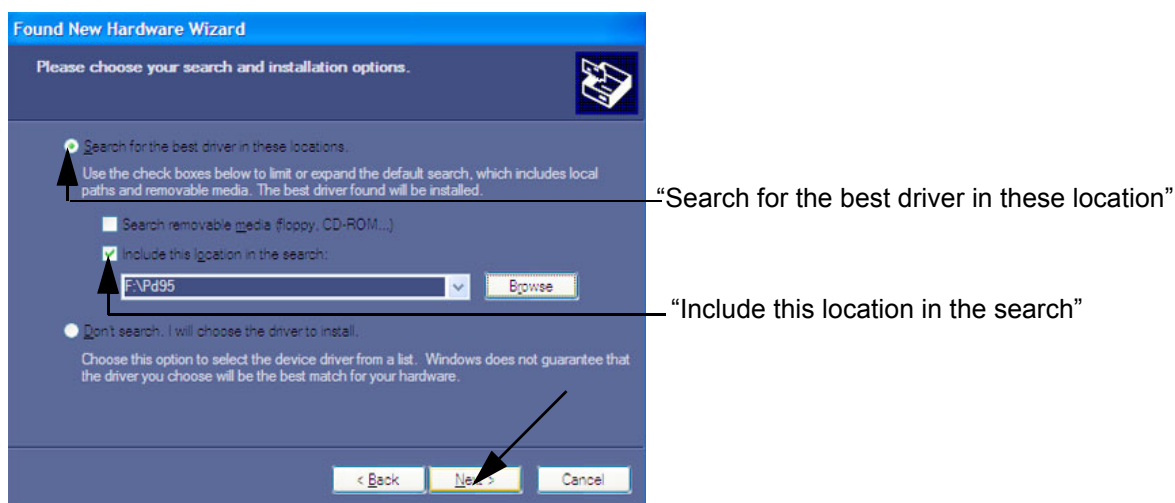 Found New Hardware Wizard
Please choose your search and installation options.
Search for the best driver in these locations.
Use the check boxes below to limit or expand the default search, which includes local
paths and removable media. The best driver found will be installed.
“Search for the best driver in these location”
Search removable media (floppy, CD-ROM...)
Include this location in the search:
F:\Pd95
Browse
“Include this location in the search”
Don't search. I will choose the driver to install.
Choose this option to select the device driver from a list. Windows does not guarantee that
the driver you choose will be the best match for your hardware.
< Back Next > Cancel